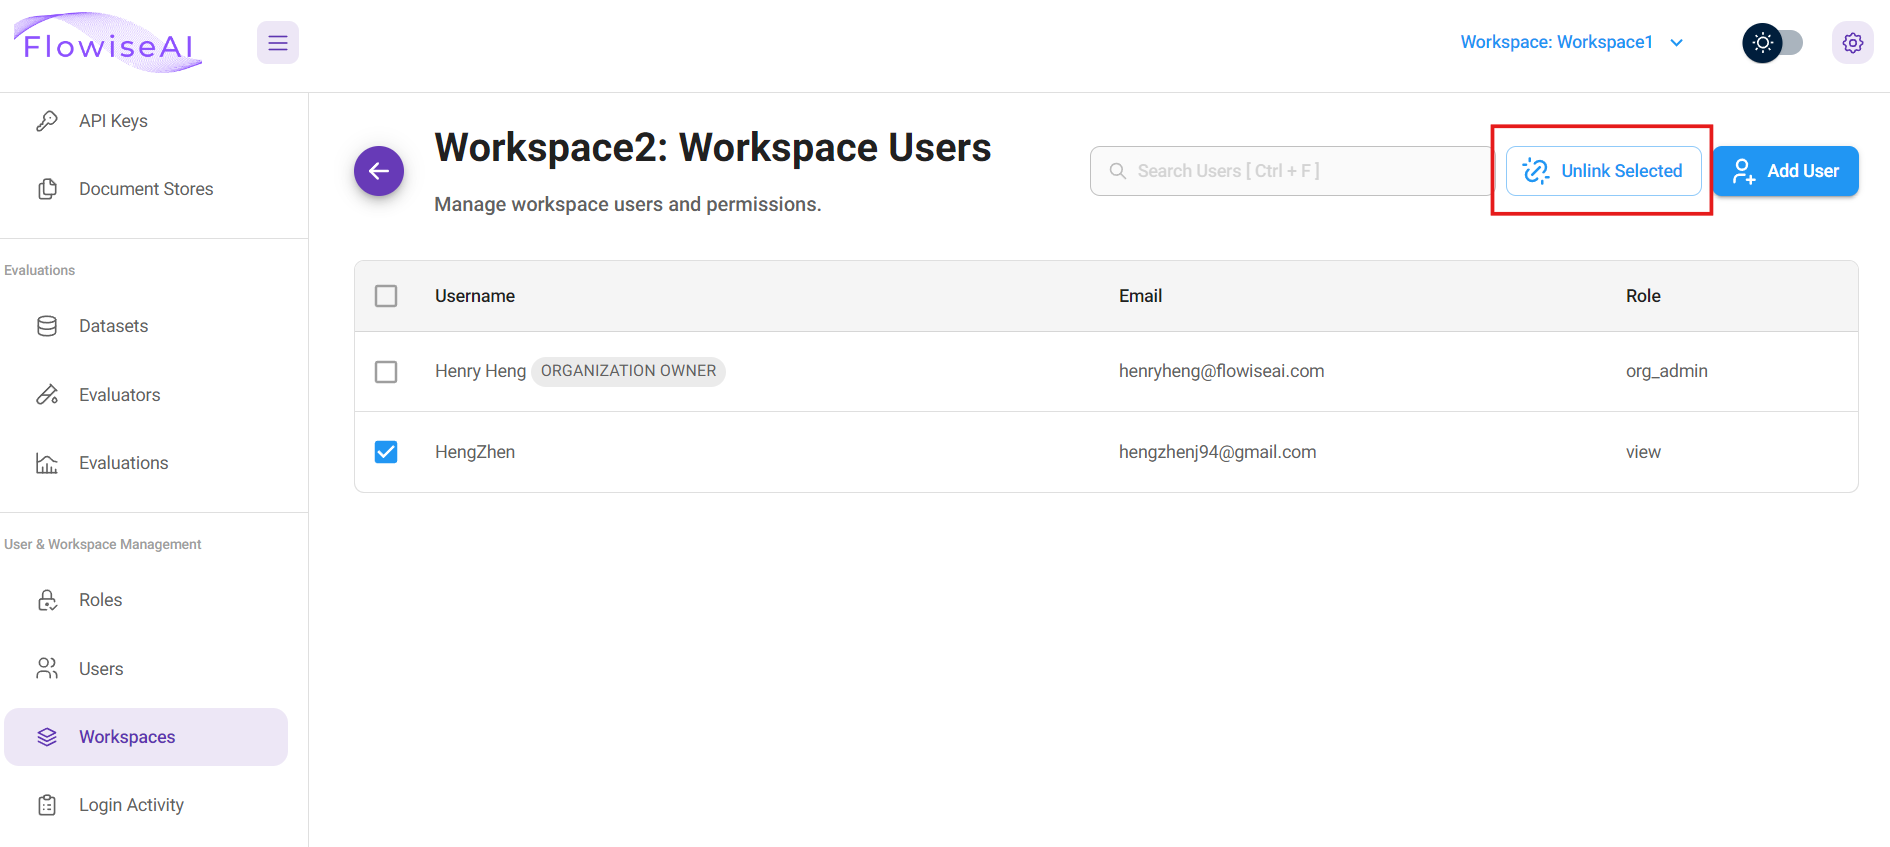 FlowiseAI
Workspace: Workspace1
API Keys
Document Stores
Evaluations
Datasets
Evaluators
Evaluations
User & Workspace Management
Roles
Users
Workspaces
Login Activity
Workspace2: Workspace Users
Manage workspace users and permissions.
Search Users [ Ctrl + F ]
Unlink Selected
Add User
Username Email Role
Henry Heng ORGANIZATION OWNER henryheng@flowiseai.com org_admin
HengZhen hengzhenj94@gmail.com view